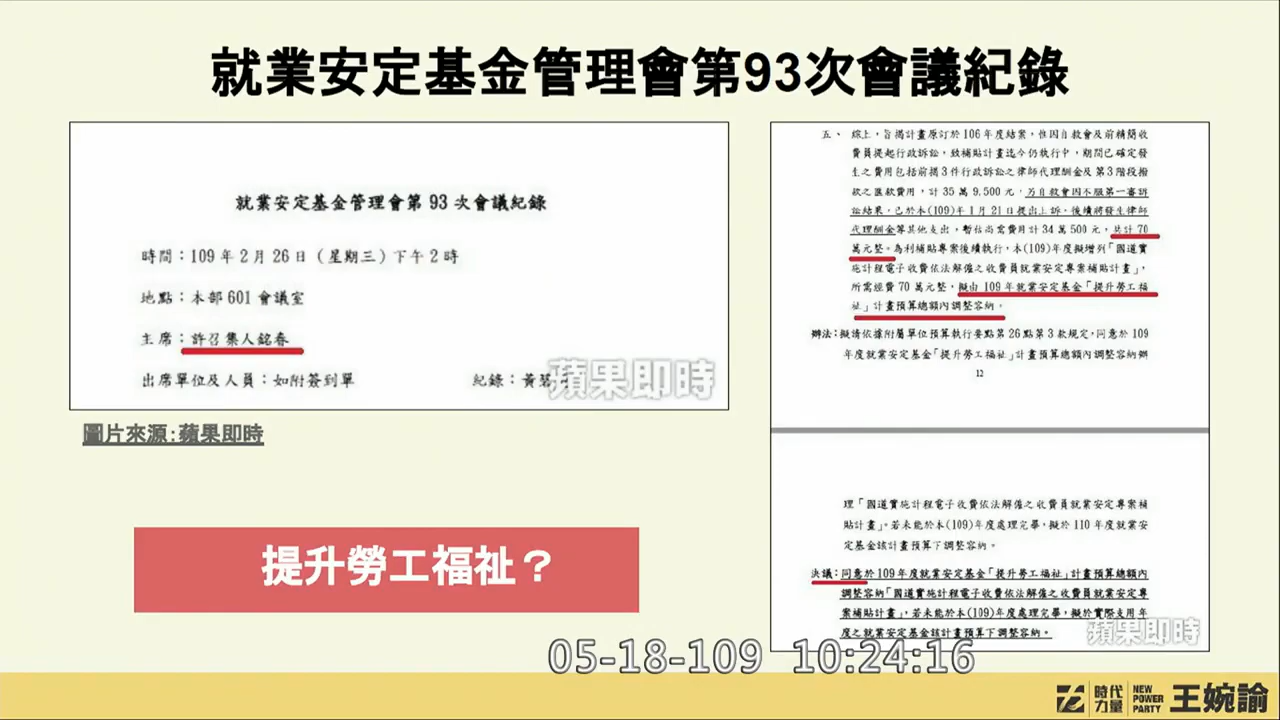 就業安定基金管理會第93次會議紀錄
就業安定基金管理會第 93 次會議紀錄
時間：109 年 2 月 26 日（星期三）下午 2 時
地點：本部 601 會議室
主席：許召集人銘春
出席單位及人員：如附簽到單
紀錄：黃
蘋果即時
圖片來源:蘋果即時
提升勞工福祉？
五、 綜上，旨揭計畫原訂於 106 年度結案，惟因自救會及前精簡收
費員提起行政訴訟，致補貼計畫迄今仍執行中，期間已確定發
生之費用包括前揭 3 件行政訴訟之律師代理酬金及第 3 階段撥
款之匯款費用，計 35 萬 9,500 元，另自救會因不服第一審訴
訟結果，已於本(109)年 1 月 21 日提出上訴，後續將發生律師
代理酬金等其他支出，暫估尚需費用計 34 萬 500 元，共計 70
萬元整。為利補貼專案後續執行，本(109)年度擬增列「國道實
施計程電子收費依法解僱之收費員就業安定專案補貼計畫」，
所需經費 70 萬元整，擬由 109 年就業安定基金「提升勞工福
祉」計畫預算總額內調整容納。
辦法：擬請依據附屬單位預算執行要點第 26 點第 3 款規定，同意於 109
年度就業安定基金「提升勞工福祉」計畫預算總額內調整容納辦
12
理「國道實施計程電子收費依法解僱之收費員就業安定專案補
貼計畫」。若未能於本(109)年度處理完畢，擬於 110 年度就業安
定基金該計畫預算下調整容納。
決議：同意於 109 年度就業安定基金「提升勞工福祉」計畫預算總額內
調整容納「國道實施計程電子收費依法解僱之收費員就業安定專
案補貼計畫」，若未能於本(109)年度處理完畢，擬於實際支用年
度之就業安定基金該計畫預算下調整容納。
蘋果即時
05-18-109 10:24:16
時代
力量
NEW
POWER
PARTY
王婉諭